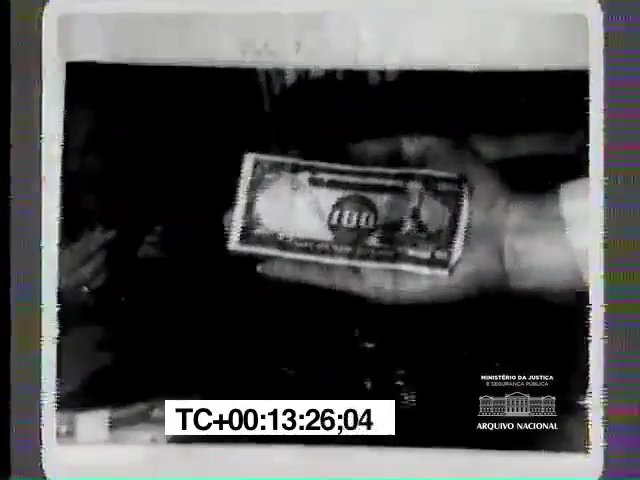 100
MINISTÉRIO DA JUSTIÇA
E SEGURANÇA PÚBLICA
ARQUIVO NACIONAL
TC+00:13:26;04